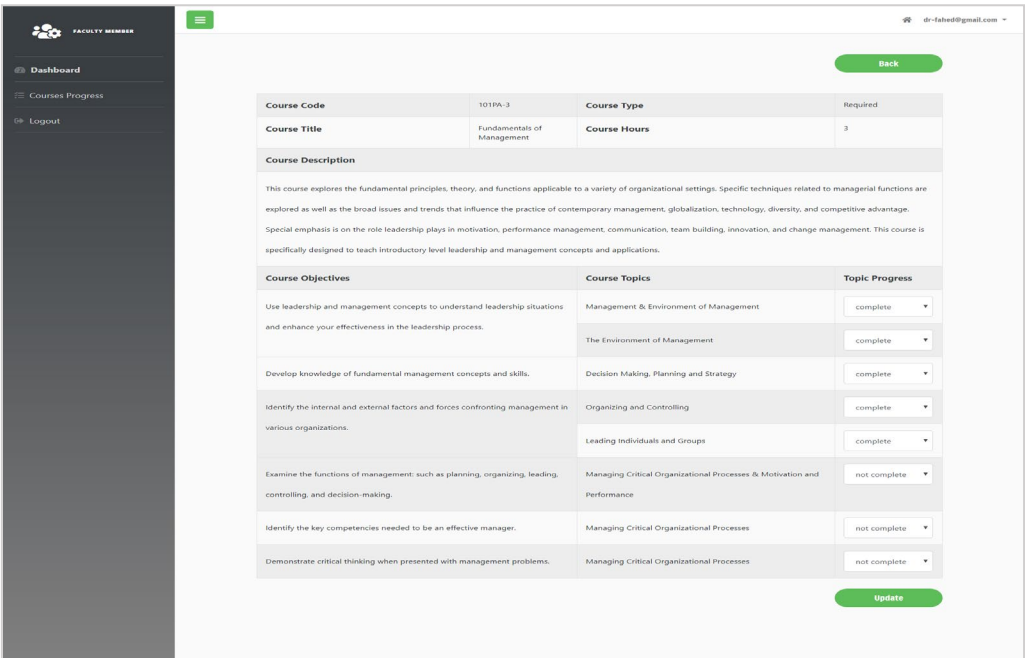 FACULTY MEMBER
dr-fahed@gmail.com
Dashboard
Courses Progress
Logout
Back
Course Code 101PA-3 Course Type Required
Course Title Fundamentals of Management Course Hours 3
Course Description
This course explores the fundamental principles, theory, and functions applicable to a variety of organizational settings. Specific techniques related to managerial functions are
explored as well as the broad issues and trends that influence the practice of contemporary management, globalization, technology, diversity, and competitive advantage.
Special emphasis is on the role leadership plays in motivation, performance management, communication, team building, innovation, and change management. This course is
specifically designed to teach introductory level leadership and management concepts and applications.
Course Objectives Course Topics Topic Progress
Use leadership and management concepts to understand leadership situations
and enhance your effectiveness in the leadership process.
Management & Environment of Management complete
The Environment of Management complete
Develop knowledge of fundamental management concepts and skills. Decision Making, Planning and Strategy complete
Identify the internal and external factors and forces confronting management in
various organizations.
Organizing and Controlling complete
Leading Individuals and Groups complete
Examine the functions of management: such as planning, organizing, leading,
controlling, and decision-making.
Managing Critical Organizational Processes & Motivation and
Performance
not complete
Identify the key competencies needed to be an effective manager. Managing Critical Organizational Processes not complete
Demonstrate critical thinking when presented with management problems. Managing Critical Organizational Processes not complete
Update